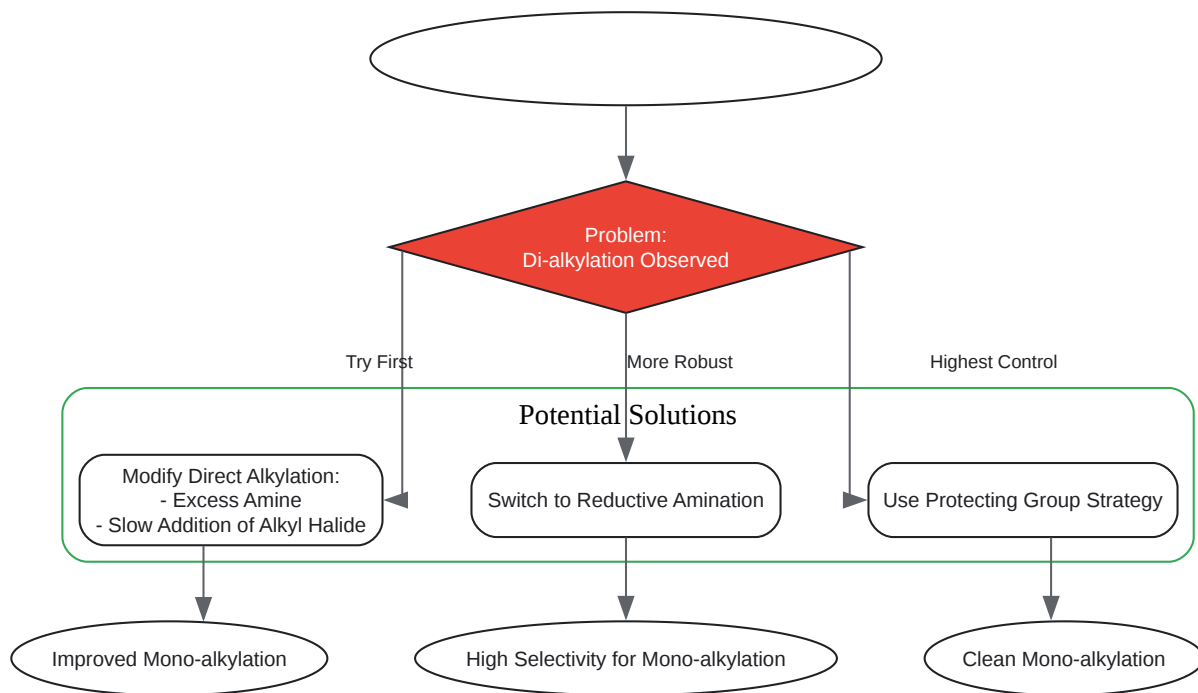 Problem:
Di-alkylation Observed
Try First
More Robust
Highest Control
Potential Solutions
Modify Direct Alkylation:
- Excess Amine
- Slow Addition of Alkyl Halide
Switch to Reductive Amination
Use Protecting Group Strategy
Improved Mono-alkylation
High Selectivity for Mono-alkylation
Clean Mono-alkylation